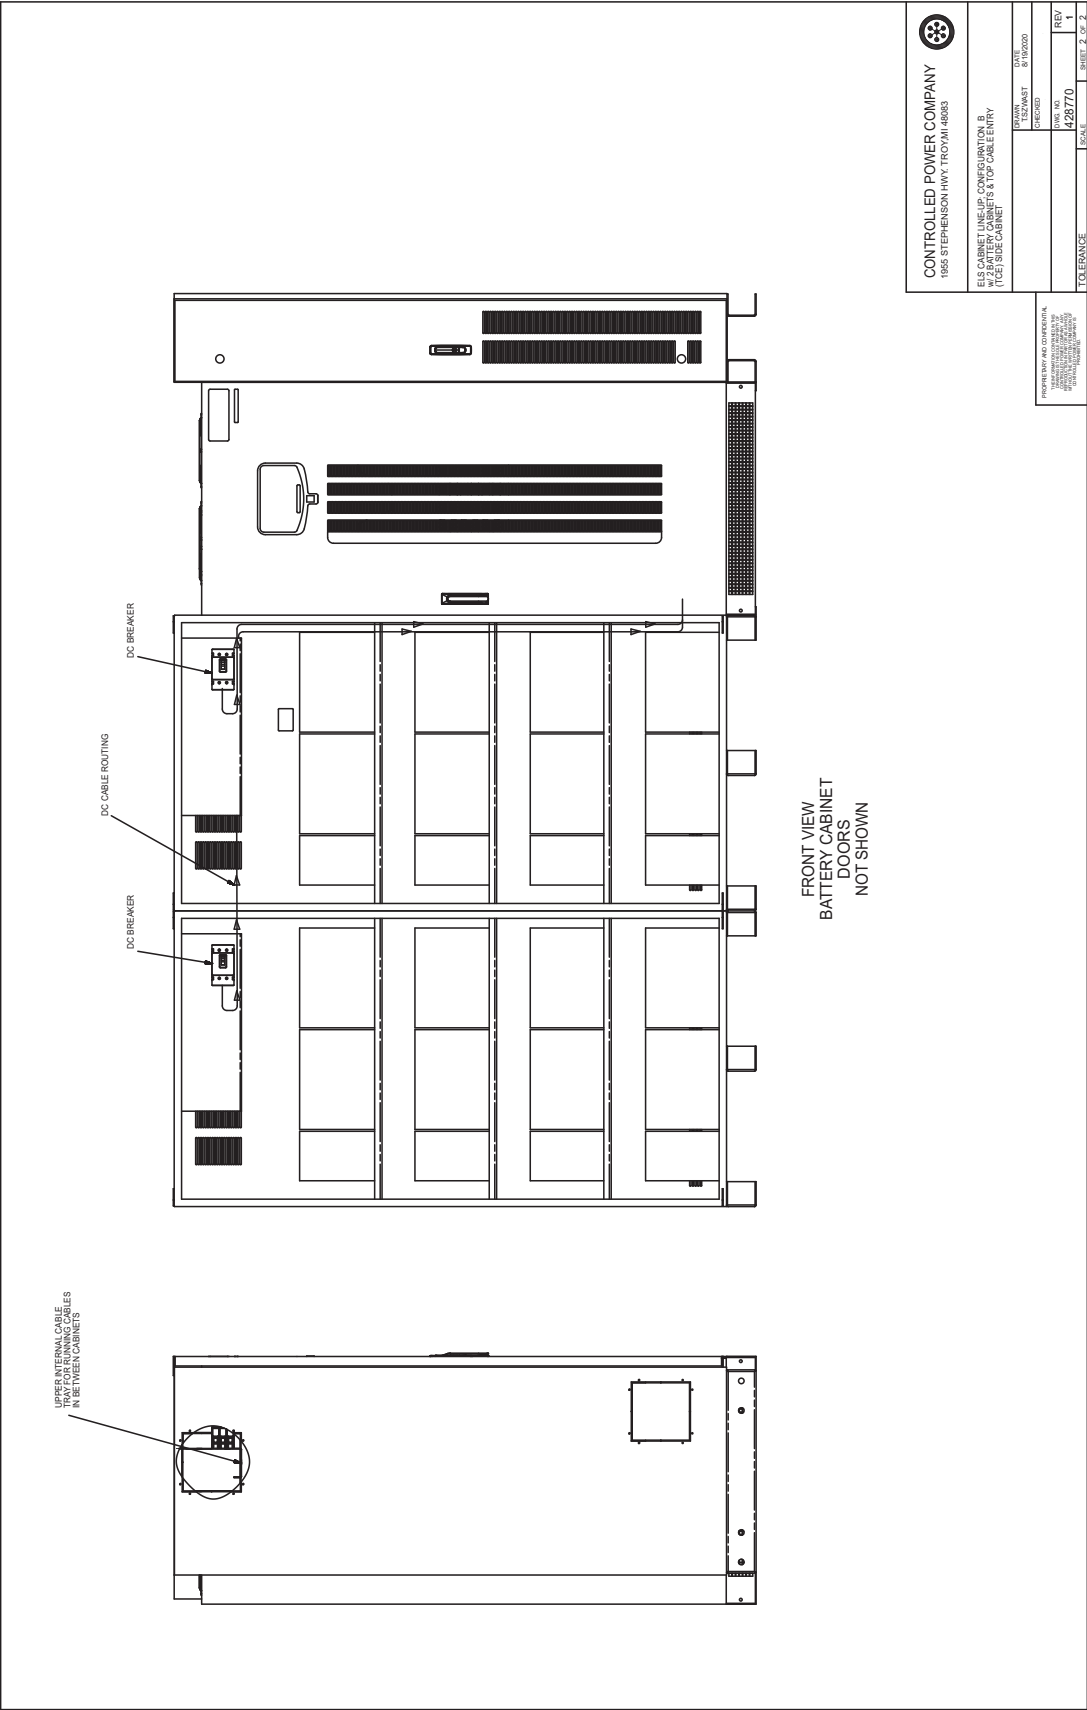 UPPER INTERNAL CABLE
TRAY FOR RUNNING CABLES
IN BETWEEN CABINETS
DC BREAKER
DC CABLE ROUTING
DC BREAKER
FRONT VIEW
BATTERY CABINET
DOORS
NOT SHOWN
PROPRIETARY AND CONFIDENTIAL
CONTROLLED POWER COMPANY
1955 STEPHENSON HWY. TROY,MI 48083
ELS CABINET LINE-UP: CONFIGURATION B
W/ 2 BATTERY CABINETS & TOP CABLE ENTRY
(TCE) SIDE CABINET
DRAWN
T.SZWAST
DATE
8/19/2020
CHECKED
DWG. NO.
428770
REV
1
TOLERANCE
SCALE
SHEET 2 OF 2